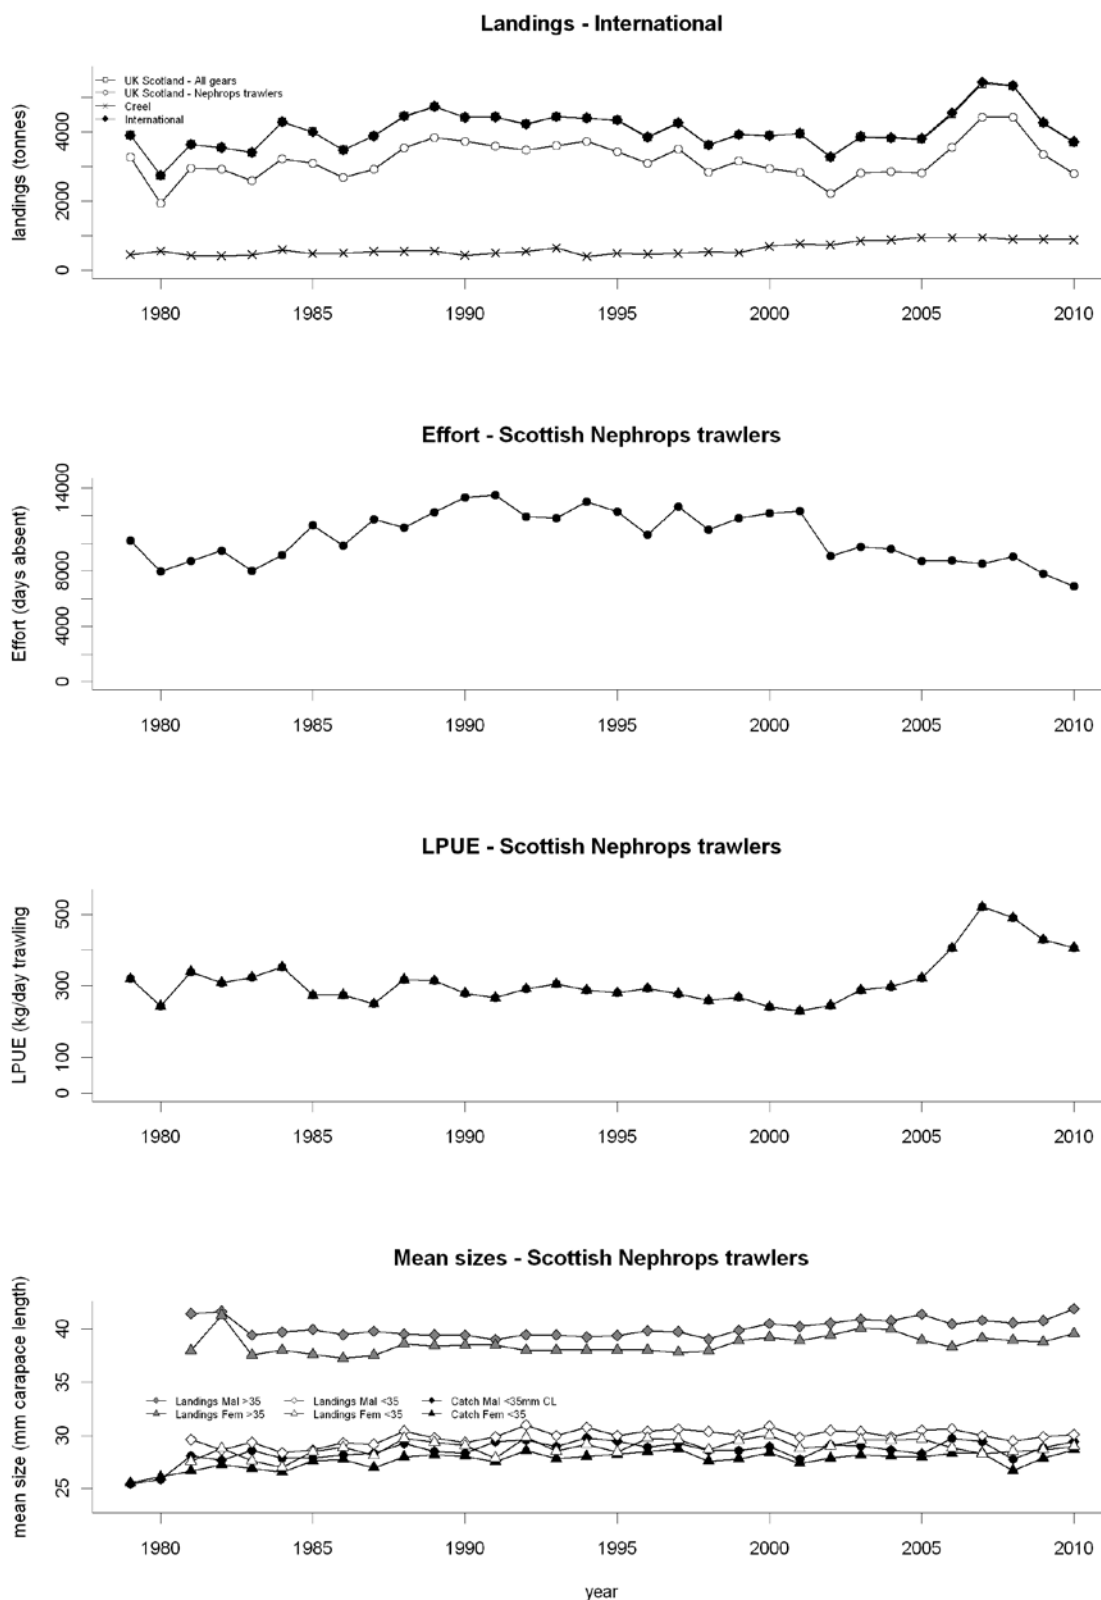 Landings - International
UK Scotland - All gears
UK Scotland - Nephrops trawlers
Creel
International
landings (tonnes)
4000
2000
0
1980 1985 1990 1995 2000 2005 2010
Effort - Scottish Nephrops trawlers
Effort (days absent)
14000
8000
4000
0
1980 1985 1990 1995 2000 2005 2010
LPUE - Scottish Nephrops trawlers
LPUE (kg/day trawling
500
300
100
0
1980 1985 1990 1995 2000 2005 2010
Mean sizes - Scottish Nephrops trawlers
mean size (mm carapace length)
40
35
Landings Mal >35 Landings Mal <35 Catch Mal <35mm CL
Landings Fem >35 Landings Fem <35 Catch Fem <35
30
25
1980 1985 1990 1995 2000 2005 2010
year